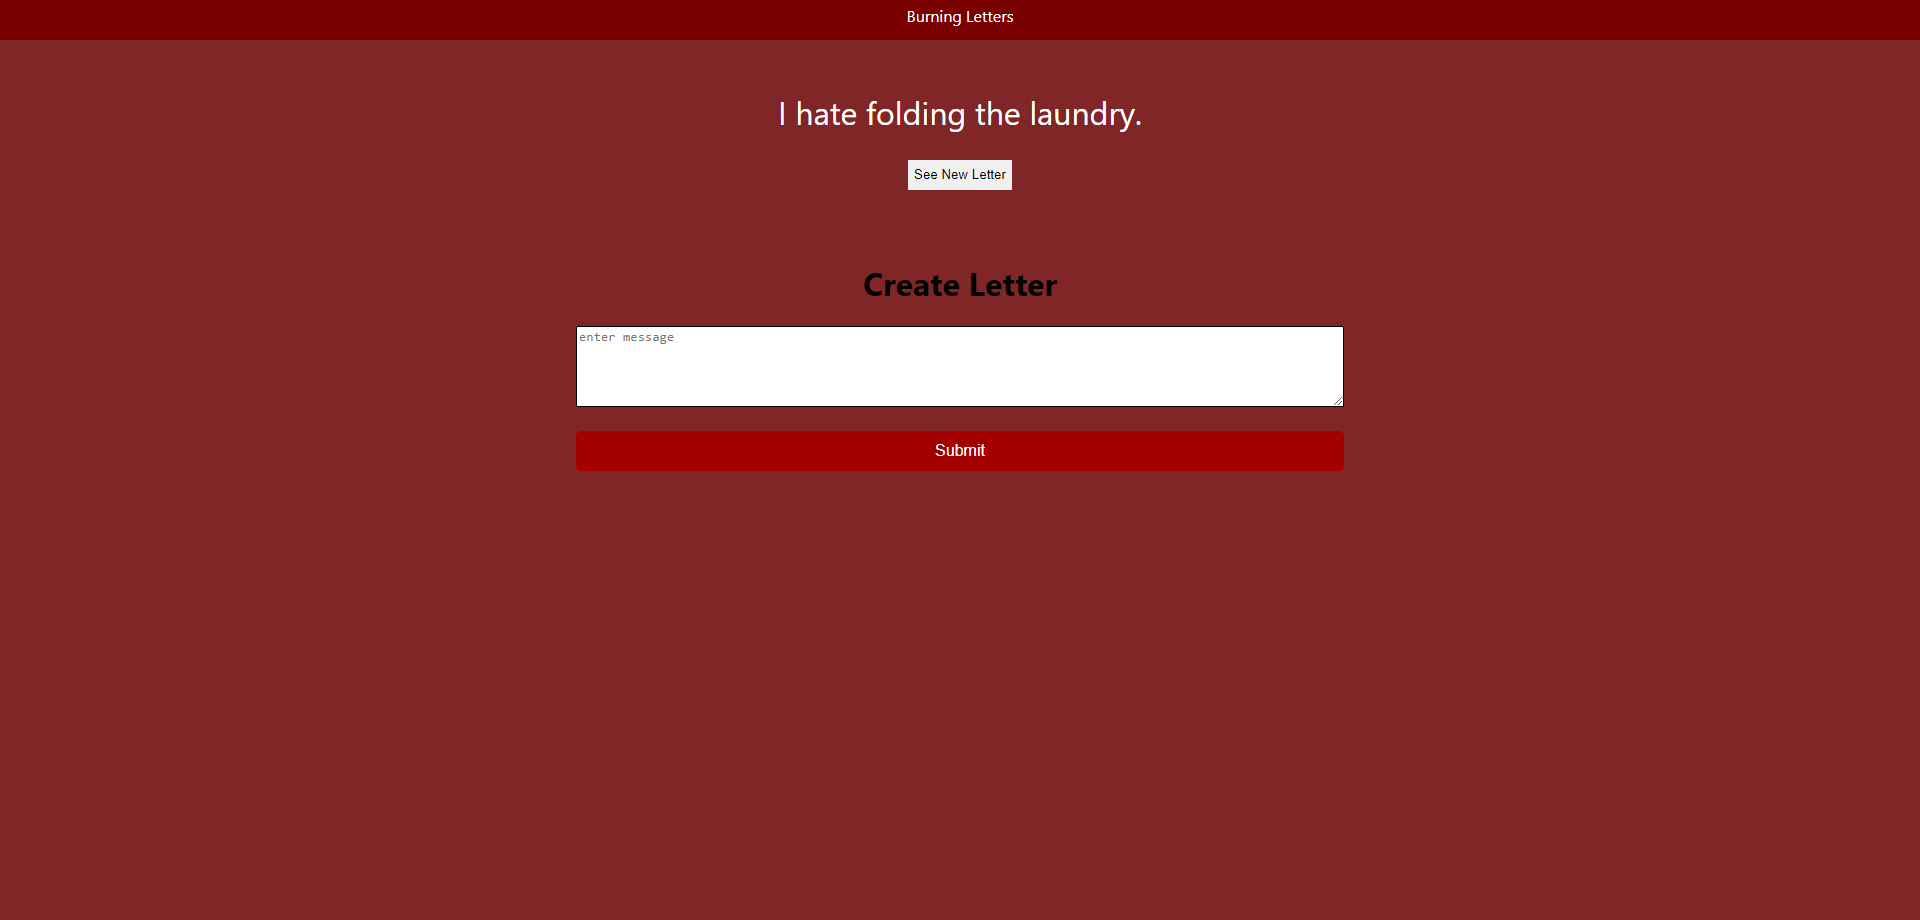 Burning Letters
I hate folding the laundry.
See New Letter
Create Letter
enter message
Submit